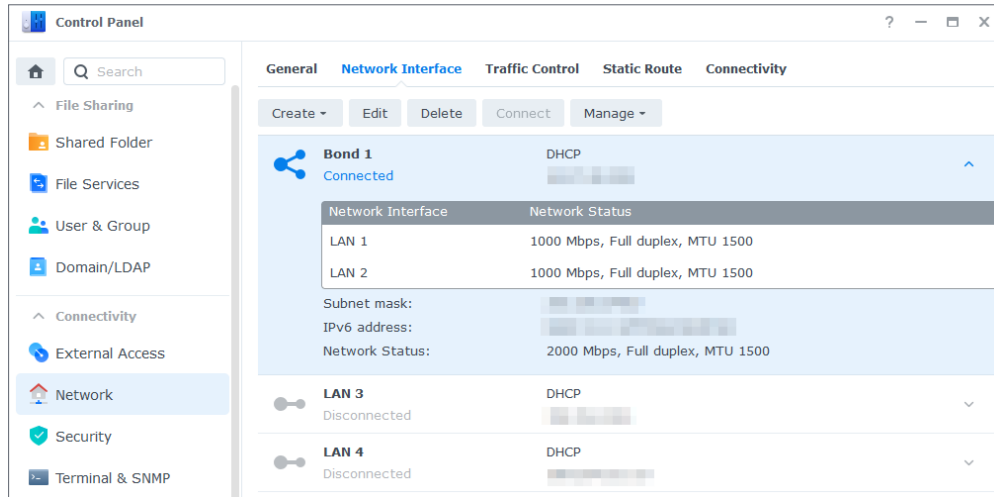 Control Panel
?
Search
General Network Interface Traffic Control Static Route Connectivity
File Sharing
Shared Folder
File Services
User & Group
Domain/LDAP
Connectivity
External Access
Network
Security
Terminal & SNMP
Create Edit Delete Connect Manage
Bond 1 DHCP
Connected
Network Interface Network Status
LAN 1 1000 Mbps, Full duplex, MTU 1500
LAN 2 1000 Mbps, Full duplex, MTU 1500
Subnet mask:
IPv6 address:
Network Status: 2000 Mbps, Full duplex, MTU 1500
LAN 3 DHCP
Disconnected
LAN 4 DHCP
Disconnected